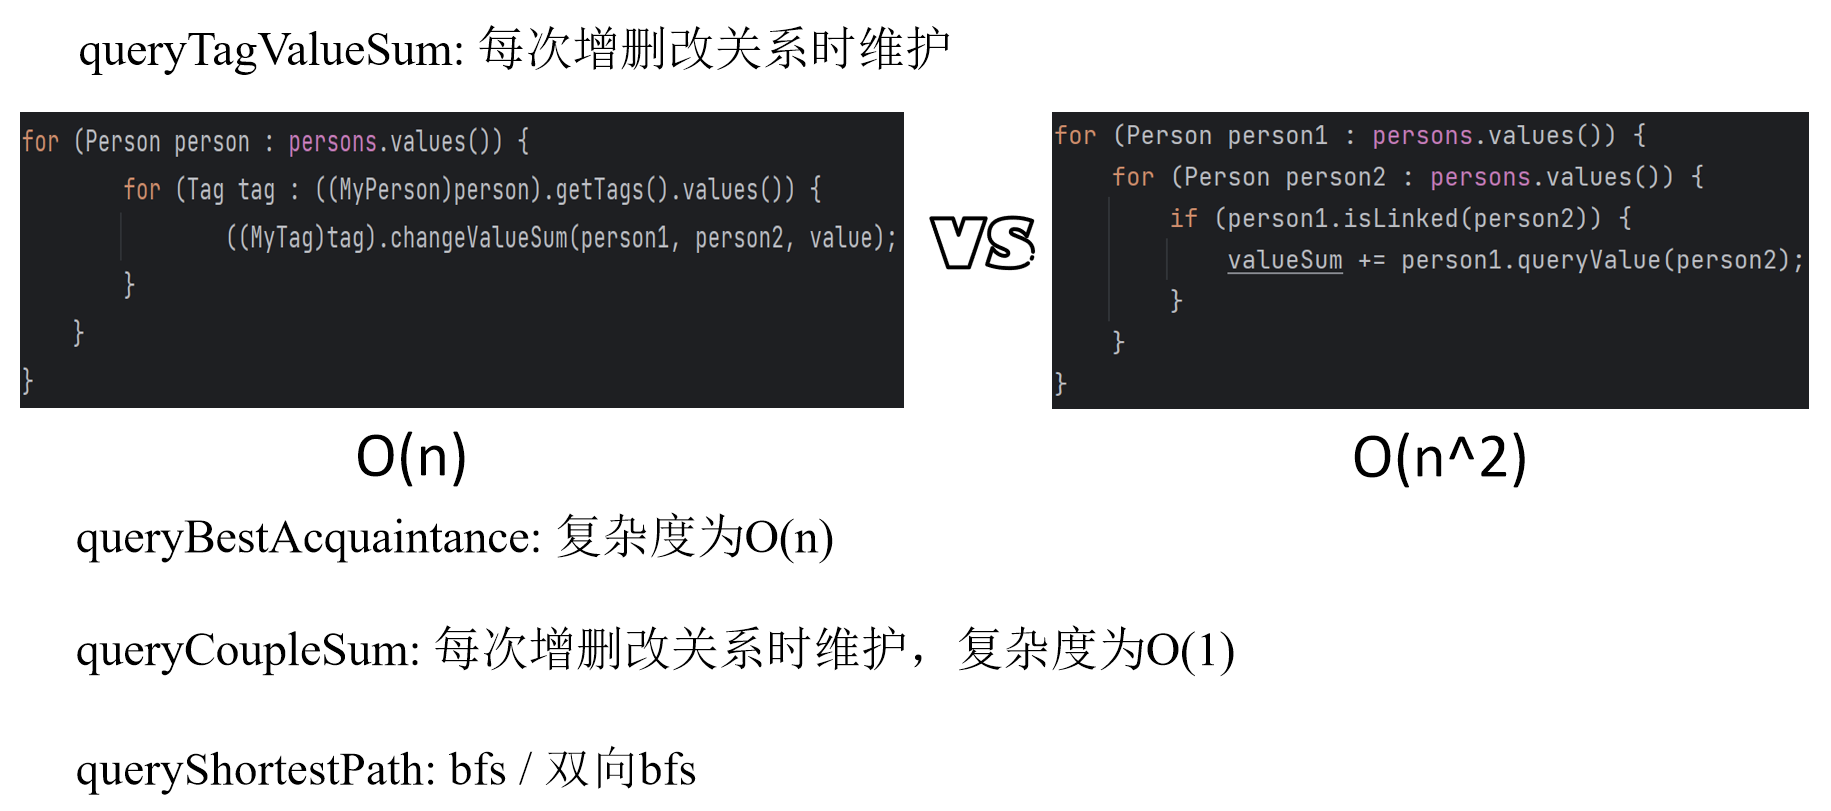 queryTagValueSum: 每次增删改关系时维护
for (Person person : persons.values()) {
for (Tag tag : ((MyPerson)person).getTags().values()) {
((MyTag)tag).changeValueSum(person1, person2, value);
}
}
}
VS
for (Person person1 : persons.values()) {
for (Person person2 : persons.values()) {
if (person1.isLinked(person2)) {
valueSum += person1.queryValue(person2);
}
}
}
O(n)
O(n^2)
queryBestAcquaintance: 复杂度为O(n)
queryCoupleSum: 每次增删改关系时维护，复杂度为O(1)
queryShortestPath: bfs / 双向bfs